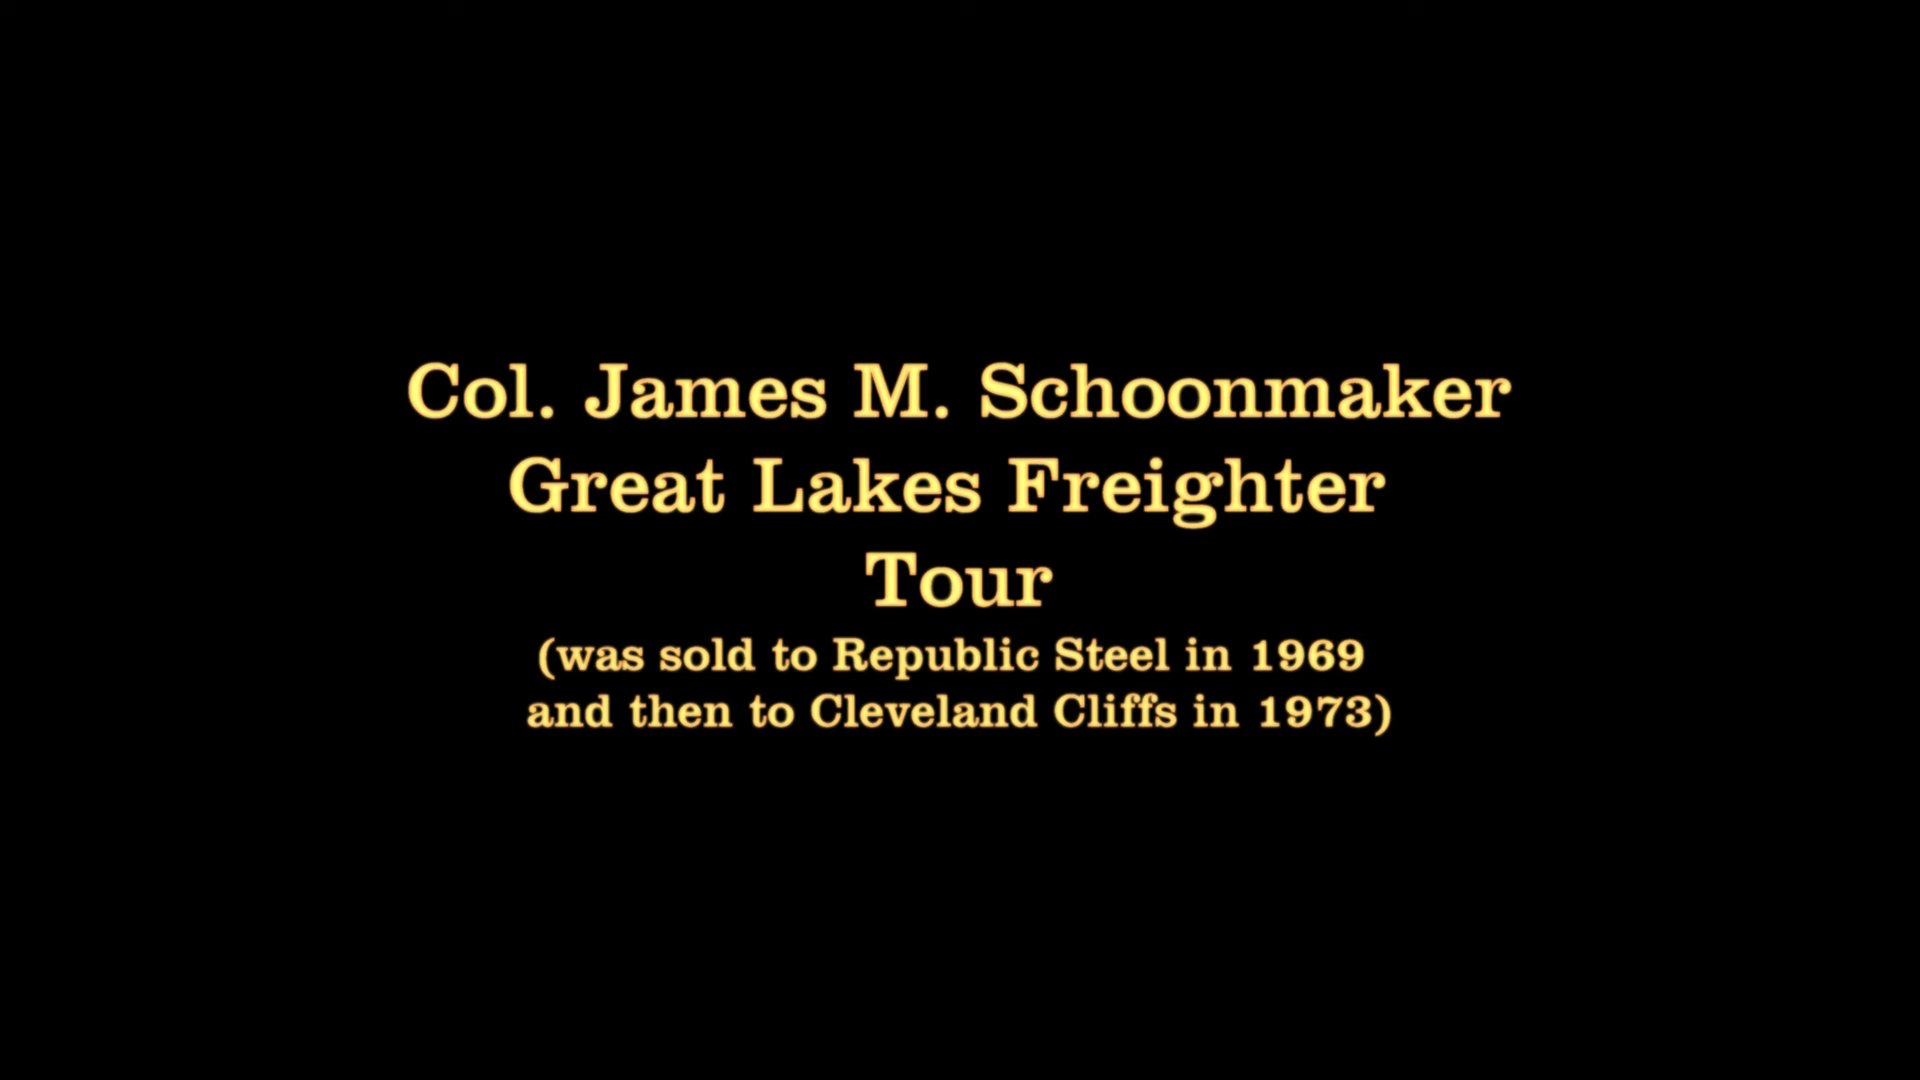 Col. James M. Schoonmaker
Great Lakes Freighter
Tour
(was sold to Republic Steel in 1969
and then to Cleveland Cliffs in 1973)